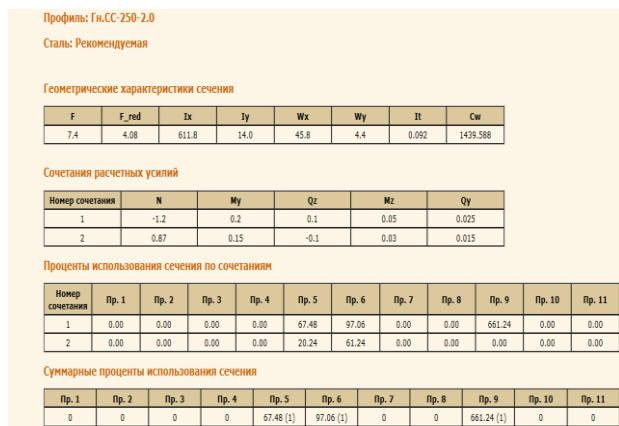 Профиль: Гн.СС-250-2.0
Сталь: Рекомендуемая
Геометрические характеристики сечения
F F_red Ix Iy Wx Wy It Cw
7.4 4.08 611.8 14.0 45.8 4.4 0.092 1439.588
Сочетания расчетных усилий
Номер сочетания N My Qz Mz Qy
1 -1.2 0.2 0.1 0.05 0.025
2 0.87 0.15 -0.1 0.03 0.015
Проценты использования сечения по сочетаниям
Номер сочетания Пр. 1 Пр. 2 Пр. 3 Пр. 4 Пр. 5 Пр. 6 Пр. 7 Пр. 8 Пр. 9 Пр. 10 Пр. 11
1 0.00 0.00 0.00 0.00 67.48 97.06 0.00 0.00 661.24 0.00 0.00
2 0.00 0.00 0.00 0.00 20.24 61.24 0.00 0.00 0.00 0.00 0.00
Суммарные проценты использования сечения
Пр. 1 Пр. 2 Пр. 3 Пр. 4 Пр. 5 Пр. 6 Пр. 7 Пр. 8 Пр. 9 Пр. 10 Пр. 11
0 0 0 0 67.48 (1) 97.06 (1) 0 0 661.24 (1) 0 0